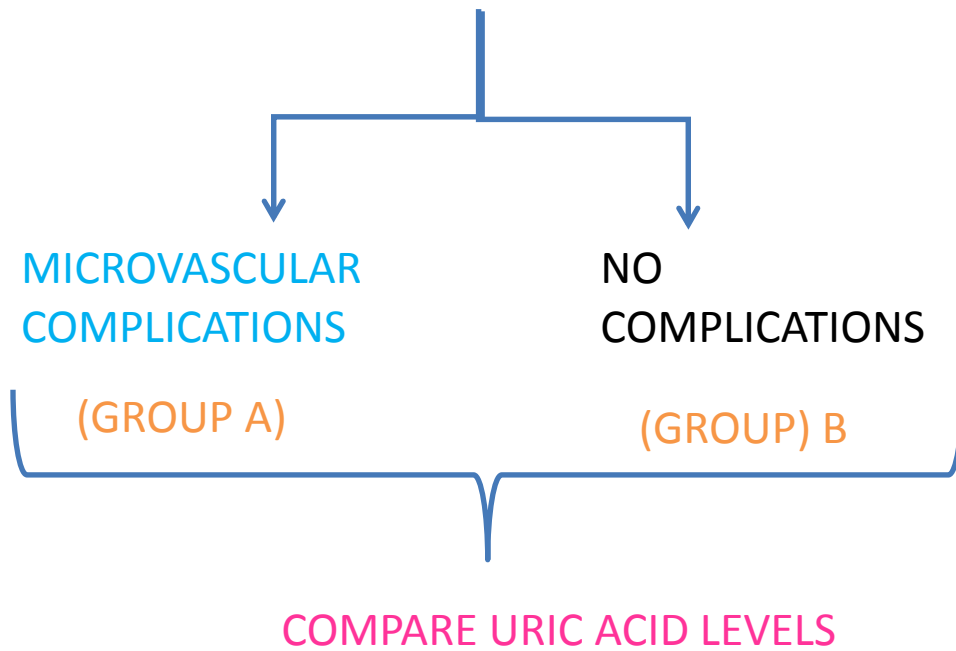 MICROVASCULAR
COMPLICATIONS
(GROUP A)
NO
COMPLICATIONS
(GROUP) B
COMPARE URIC ACID LEVELS